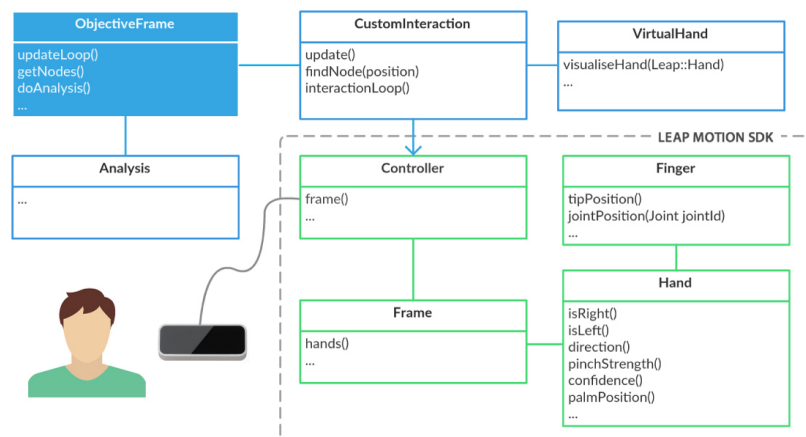 ObjectiveFrame
updateLoop()
getNodes()
doAnalysis()
...
CustomInteraction
update()
findNode(position)
interactionLoop()
VirtualHand
visualiseHand(Leap::Hand)
...
LEAP MOTION SDK
Analysis
...
Controller
frame()
...
Finger
tipPosition()
jointPosition(Joint jointId)
...
Frame
hands()
...
Hand
isRight()
isLeft()
direction()
pinchStrength()
confidence()
palmPosition()
...